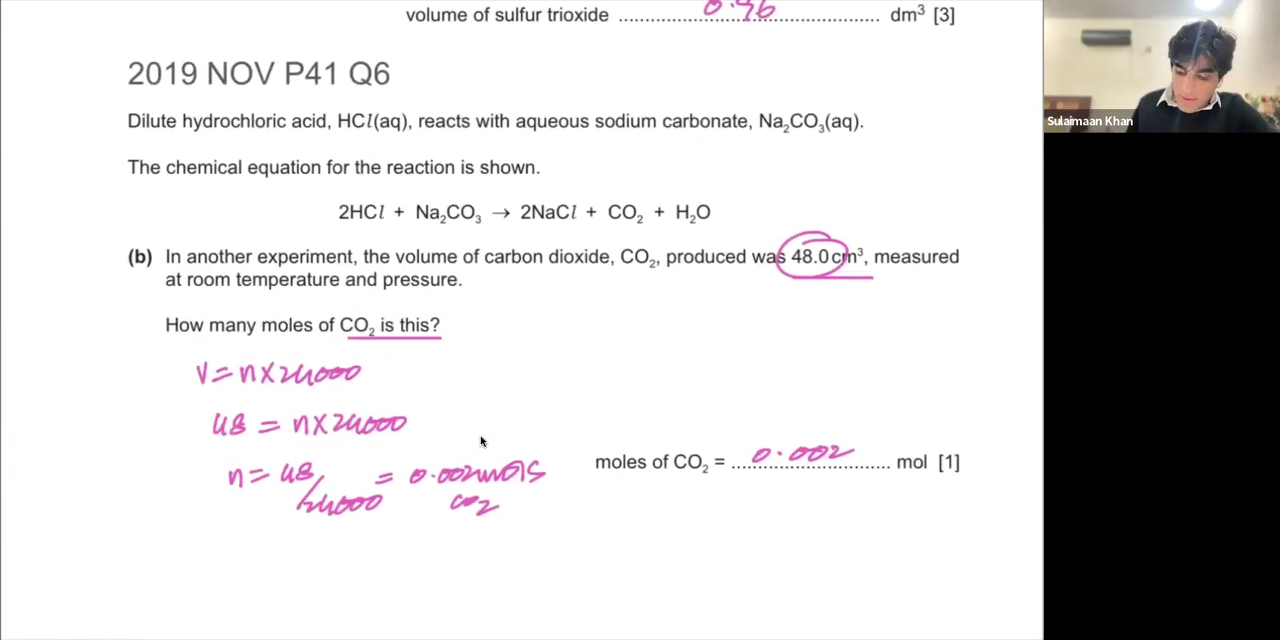 volume of sulfur trioxide ........ 0.96 ........ dm³ [3]
2019 NOV P41 Q6
Dilute hydrochloric acid, HCl(aq), reacts with aqueous sodium carbonate, Na₂CO₃(aq).
The chemical equation for the reaction is shown.
2HCl + Na₂CO₃ → 2NaCl + CO₂ + H₂O
(b) In another experiment, the volume of carbon dioxide, CO₂, produced was 48.0 cm³, measured
at room temperature and pressure.
How many moles of CO₂ is this?
V = n x 24000
48 = n x 24000
n = 48/24000 = 0.002 mols CO₂
moles of CO₂ = ........ 0.002 ........ mol [1]
Sulaimaan Khan